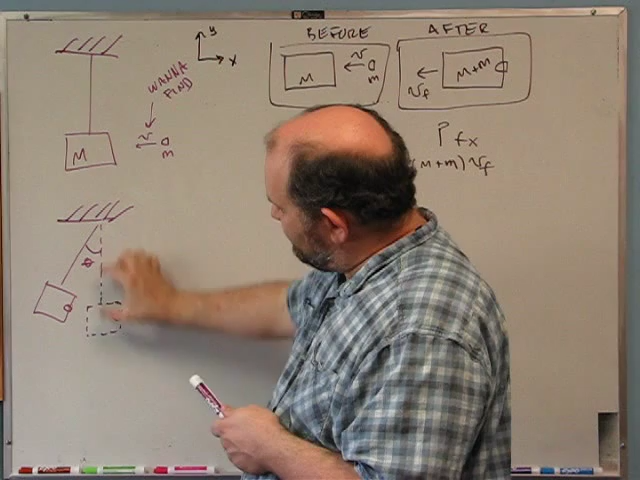 BEFORE
AFTER
y
x
v
m
M
v_f
M+m
WANNA
FIND
M
v
m
P_fx
(M+m) v_f
ϕ